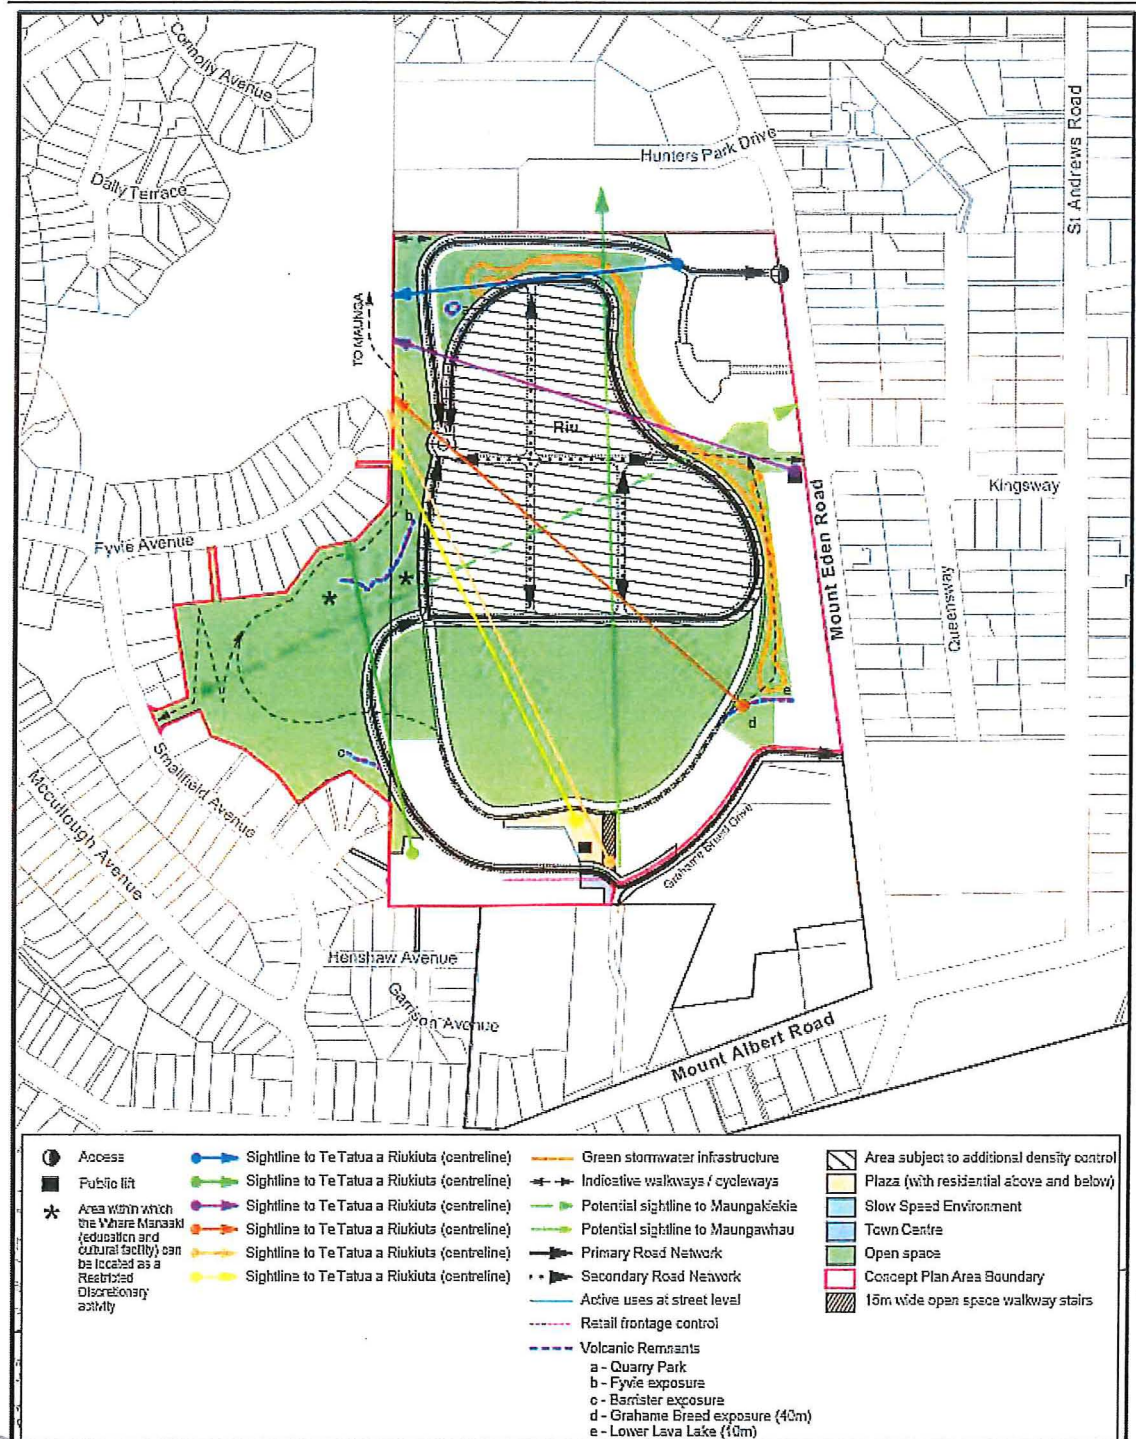 Connolly Avenue
Daily Terrace
Hunters Park Drive
St Andrews Road
TO MAUNGA
Riu
Kingsway
Fyvie Avenue
b
Mount Eden Road
Queensway
e
d
c
Smallfield Avenue
Mccullough Avenue
Grahame Breed Drive
Henshaw Avenue
Garrison Avenue
Mount Albert Road
Access
Public lift
Area within which
the Whare Manaaki
(education and
cultural facility) can
be located as a
Restricted
Discretionary
activity
Sightline to Te Tatua a Riukiuta (centreline)
Sightline to Te Tatua a Riukiuta (centreline)
Sightline to Te Tatua a Riukiuta (centreline)
Sightline to Te Tatua a Riukiuta (centreline)
Sightline to Te Tatua a Riukiuta (centreline)
Sightline to Te Tatua a Riukiuta (centreline)
Green stormwater infrastructure
Indicative walkways / cycleways
Potential sightline to Maungakiekie
Potential sightline to Maungawhau
Primary Road Network
Secondary Road Network
Active uses at street level
Retail frontage control
Volcanic Remnants
a - Quarry Park
b - Fyvie exposure
c - Barrister exposure
d - Grahame Breed exposure (40m)
e - Lower Lava Lake (10m)
Area subject to additional density control
Plaza (with residential above and below)
Slow Speed Environment
Town Centre
Open space
Concept Plan Area Boundary
15m wide open space walkway stairs